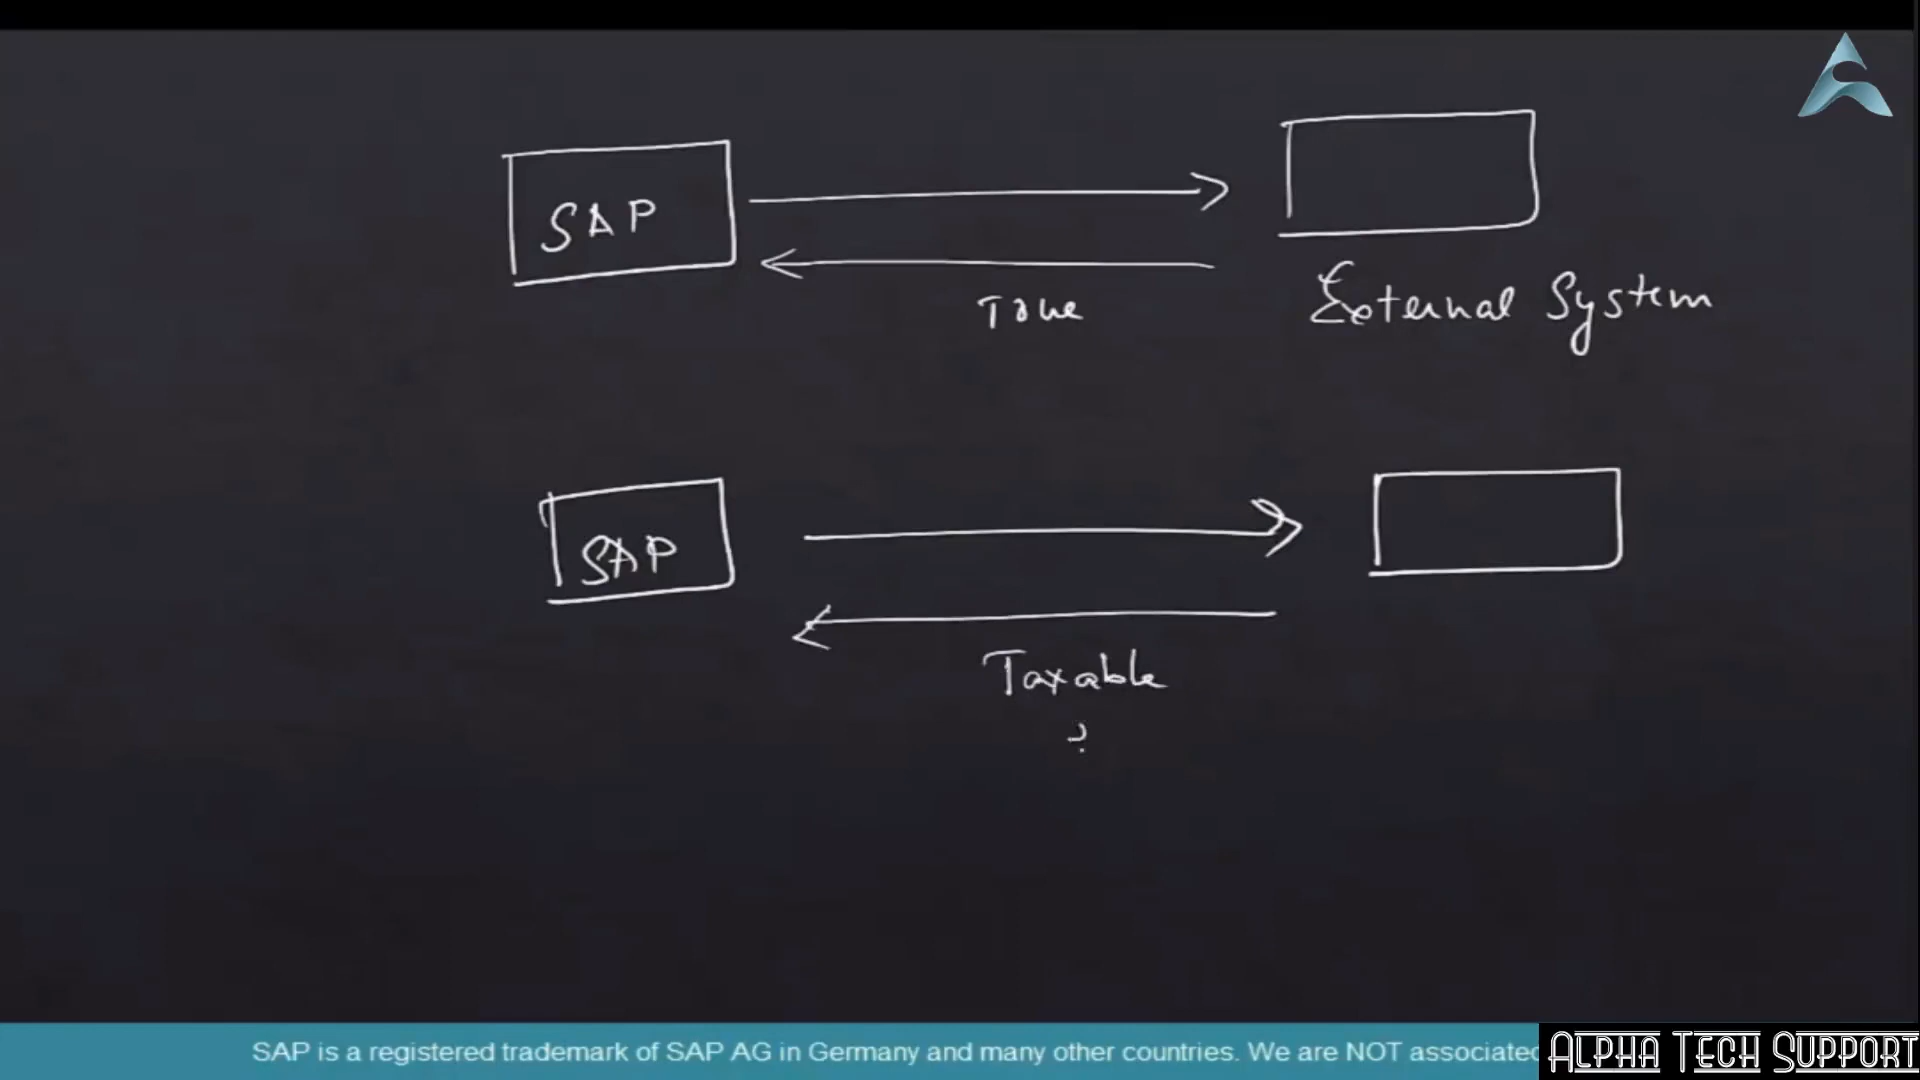 SAP
True
External System
SAP
Taxable
?
SAP is a registered trademark of SAP AG in Germany and many other countries. We are NOT associated
ALPHA TECH SUPPORT